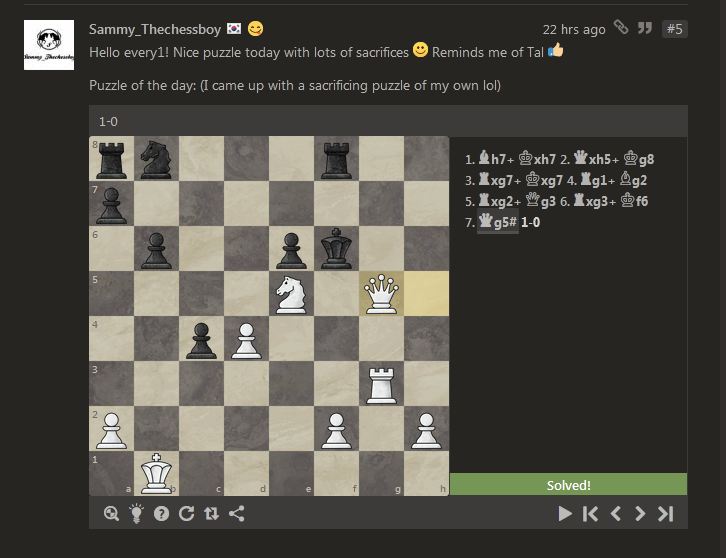 Sammy_Thechessboy 🇰🇷 😋
22 hrs ago
#5
Sammy_Thechessboy
Hello every1! Nice puzzle today with lots of sacrifices 🙂 Reminds me of Tal 👍
Puzzle of the day: (I came up with a sacrificing puzzle of my own lol)
1-0
1. ♝h7+ ♔xh7 2. ♛xh5+ ♔g8
3. ♜xg7+ ♔xg7 4. ♜g1+ ♗g2
5. ♜xg2+ ♕g3 6. ♜xg3+ ♔f6
7. ♛g5# 1-0
8
7
6
5
4
3
2
1
a b c d e f g h
Solved!